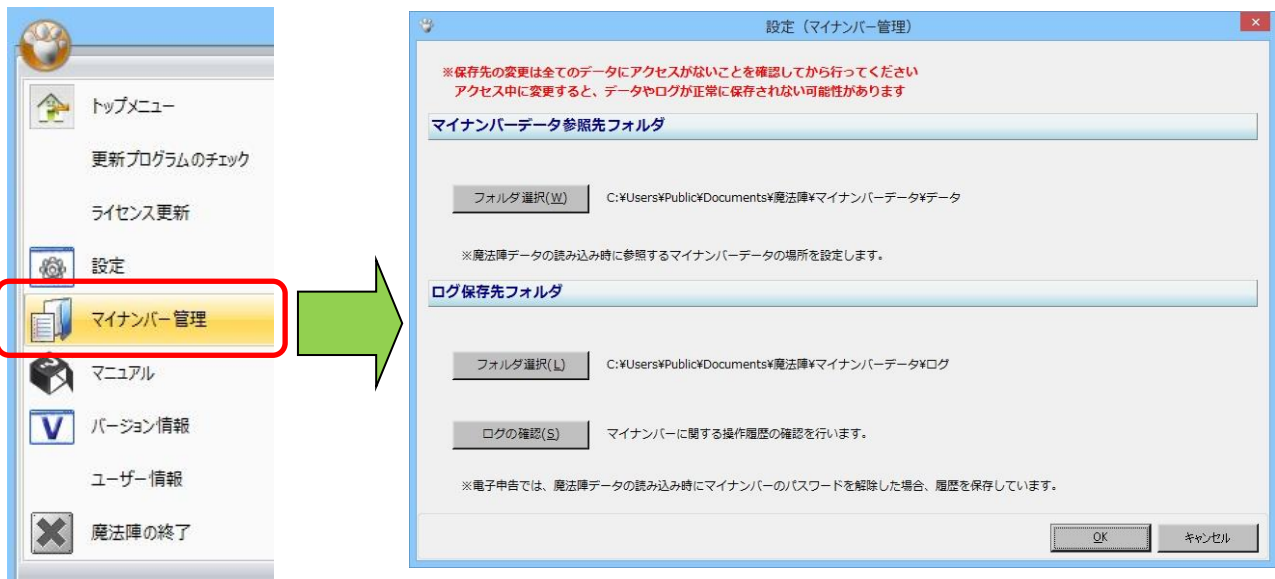 トップメニュー
更新プログラムのチェック
ライセンス更新
設定
マイナンバー管理
マニュアル
V バージョン情報
ユーザー情報
魔法陣の終了
設定（マイナンバー管理）
※保存先の変更は全てのデータにアクセスがないことを確認してから行ってください
アクセス中に変更すると、データやログが正常に保存されない可能性があります
マイナンバーデータ参照先フォルダ
フォルダ選択(W) C:¥Users¥Public¥Documents¥魔法陣¥マイナンバーデータ¥データ
※魔法陣データの読み込み時に参照するマイナンバーデータの場所を設定します。
ログ保存先フォルダ
フォルダ選択(L) C:¥Users¥Public¥Documents¥魔法陣¥マイナンバーデータ¥ログ
ログの確認(S) マイナンバーに関する操作履歴の確認を行います。
※電子申告では、魔法陣データの読み込み時にマイナンバーのパスワードを解除した場合、履歴を保存しています。
OK キャンセル